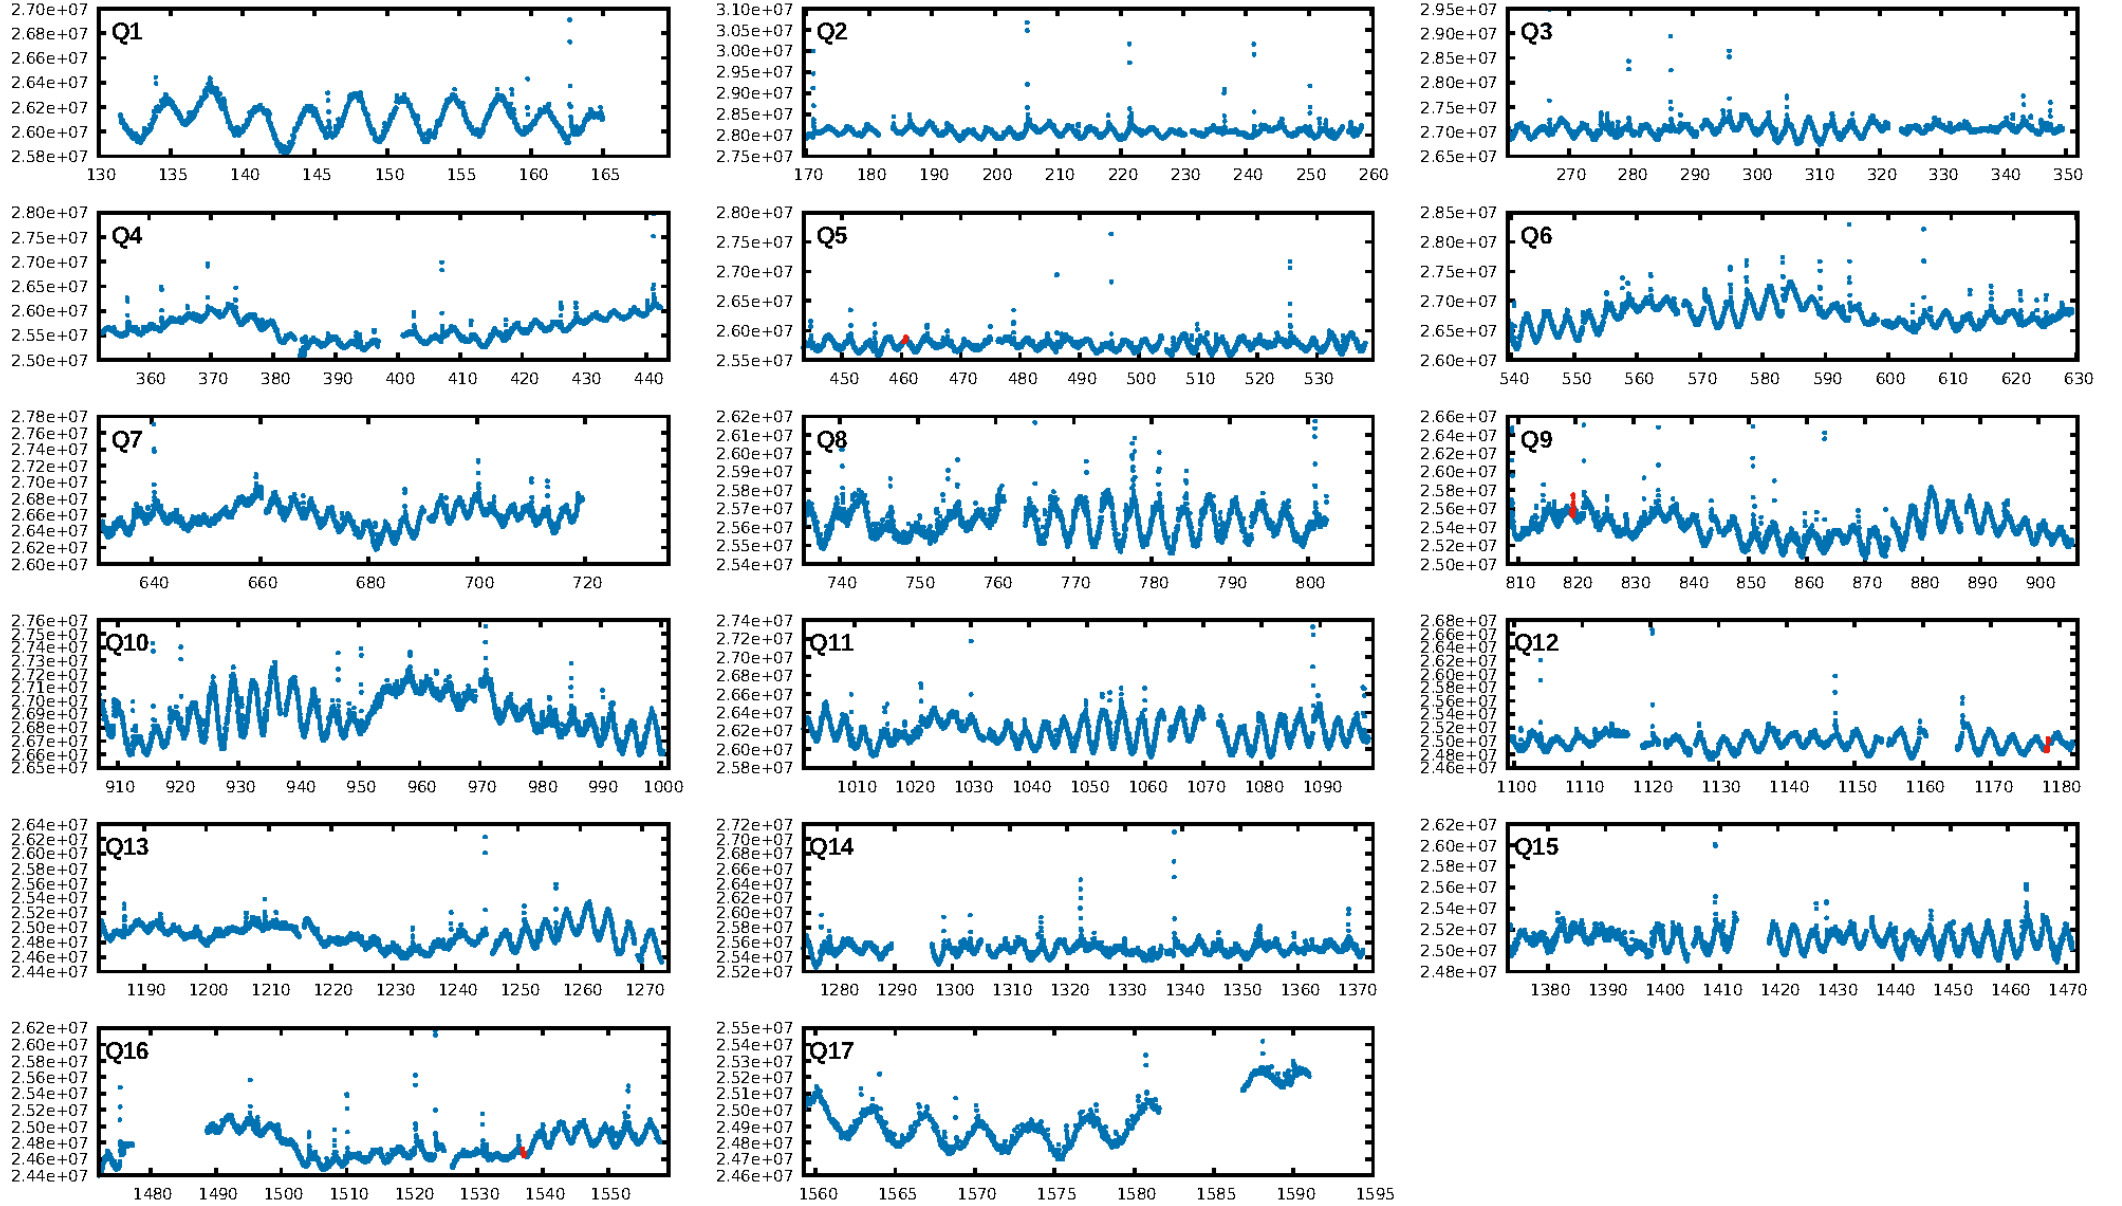 2.70e+07 2.68e+07 2.66e+07 2.64e+07 2.62e+07 2.60e+07 2.58e+07
Q1
130 135 140 145 150 155 160 165
3.10e+07 3.05e+07 3.00e+07 2.95e+07 2.90e+07 2.85e+07 2.80e+07 2.75e+07
Q2
170 180 190 200 210 220 230 240 250 260
2.95e+07 2.90e+07 2.85e+07 2.80e+07 2.75e+07 2.70e+07 2.65e+07
Q3
270 280 290 300 310 320 330 340 350
2.80e+07 2.75e+07 2.70e+07 2.65e+07 2.60e+07 2.55e+07 2.50e+07
Q4
360 370 380 390 400 410 420 430 440
2.80e+07 2.75e+07 2.70e+07 2.65e+07 2.60e+07 2.55e+07
Q5
450 460 470 480 490 500 510 520 530
2.85e+07 2.80e+07 2.75e+07 2.70e+07 2.65e+07 2.60e+07
Q6
540 550 560 570 580 590 600 610 620 630
2.78e+07 2.76e+07 2.74e+07 2.72e+07 2.70e+07 2.68e+07 2.66e+07 2.64e+07 2.62e+07 2.60e+07
Q7
640 660 680 700 720
2.62e+07 2.61e+07 2.60e+07 2.59e+07 2.58e+07 2.57e+07 2.56e+07 2.55e+07 2.54e+07
Q8
740 750 760 770 780 790 800
2.66e+07 2.64e+07 2.62e+07 2.60e+07 2.58e+07 2.56e+07 2.54e+07 2.52e+07 2.50e+07
Q9
810 820 830 840 850 860 870 880 890 900
2.76e+07 2.75e+07 2.74e+07 2.73e+07 2.72e+07 2.71e+07 2.70e+07 2.69e+07 2.68e+07 2.67e+07 2.66e+07 2.65e+07
Q10
910 920 930 940 950 960 970 980 990 1000
2.74e+07 2.72e+07 2.70e+07 2.68e+07 2.66e+07 2.64e+07 2.62e+07 2.60e+07 2.58e+07
Q11
1010 1020 1030 1040 1050 1060 1070 1080 1090
2.68e+07 2.66e+07 2.64e+07 2.62e+07 2.60e+07 2.58e+07 2.56e+07 2.54e+07 2.52e+07 2.50e+07 2.48e+07 2.46e+07
Q12
1100 1110 1120 1130 1140 1150 1160 1170 1180
2.64e+07 2.62e+07 2.60e+07 2.58e+07 2.56e+07 2.54e+07 2.52e+07 2.50e+07 2.48e+07 2.46e+07 2.44e+07
Q13
1190 1200 1210 1220 1230 1240 1250 1260 1270
2.72e+07 2.70e+07 2.68e+07 2.66e+07 2.64e+07 2.62e+07 2.60e+07 2.58e+07 2.56e+07 2.54e+07 2.52e+07
Q14
1280 1290 1300 1310 1320 1330 1340 1350 1360 1370
2.62e+07 2.60e+07 2.58e+07 2.56e+07 2.54e+07 2.52e+07 2.50e+07 2.48e+07
Q15
1380 1390 1400 1410 1420 1430 1440 1450 1460 1470
2.62e+07 2.60e+07 2.58e+07 2.56e+07 2.54e+07 2.52e+07 2.50e+07 2.48e+07 2.46e+07 2.44e+07
Q16
1480 1490 1500 1510 1520 1530 1540 1550
2.55e+07 2.54e+07 2.53e+07 2.52e+07 2.51e+07 2.50e+07 2.49e+07 2.48e+07 2.47e+07 2.46e+07
Q17
1560 1565 1570 1575 1580 1585 1590 1595